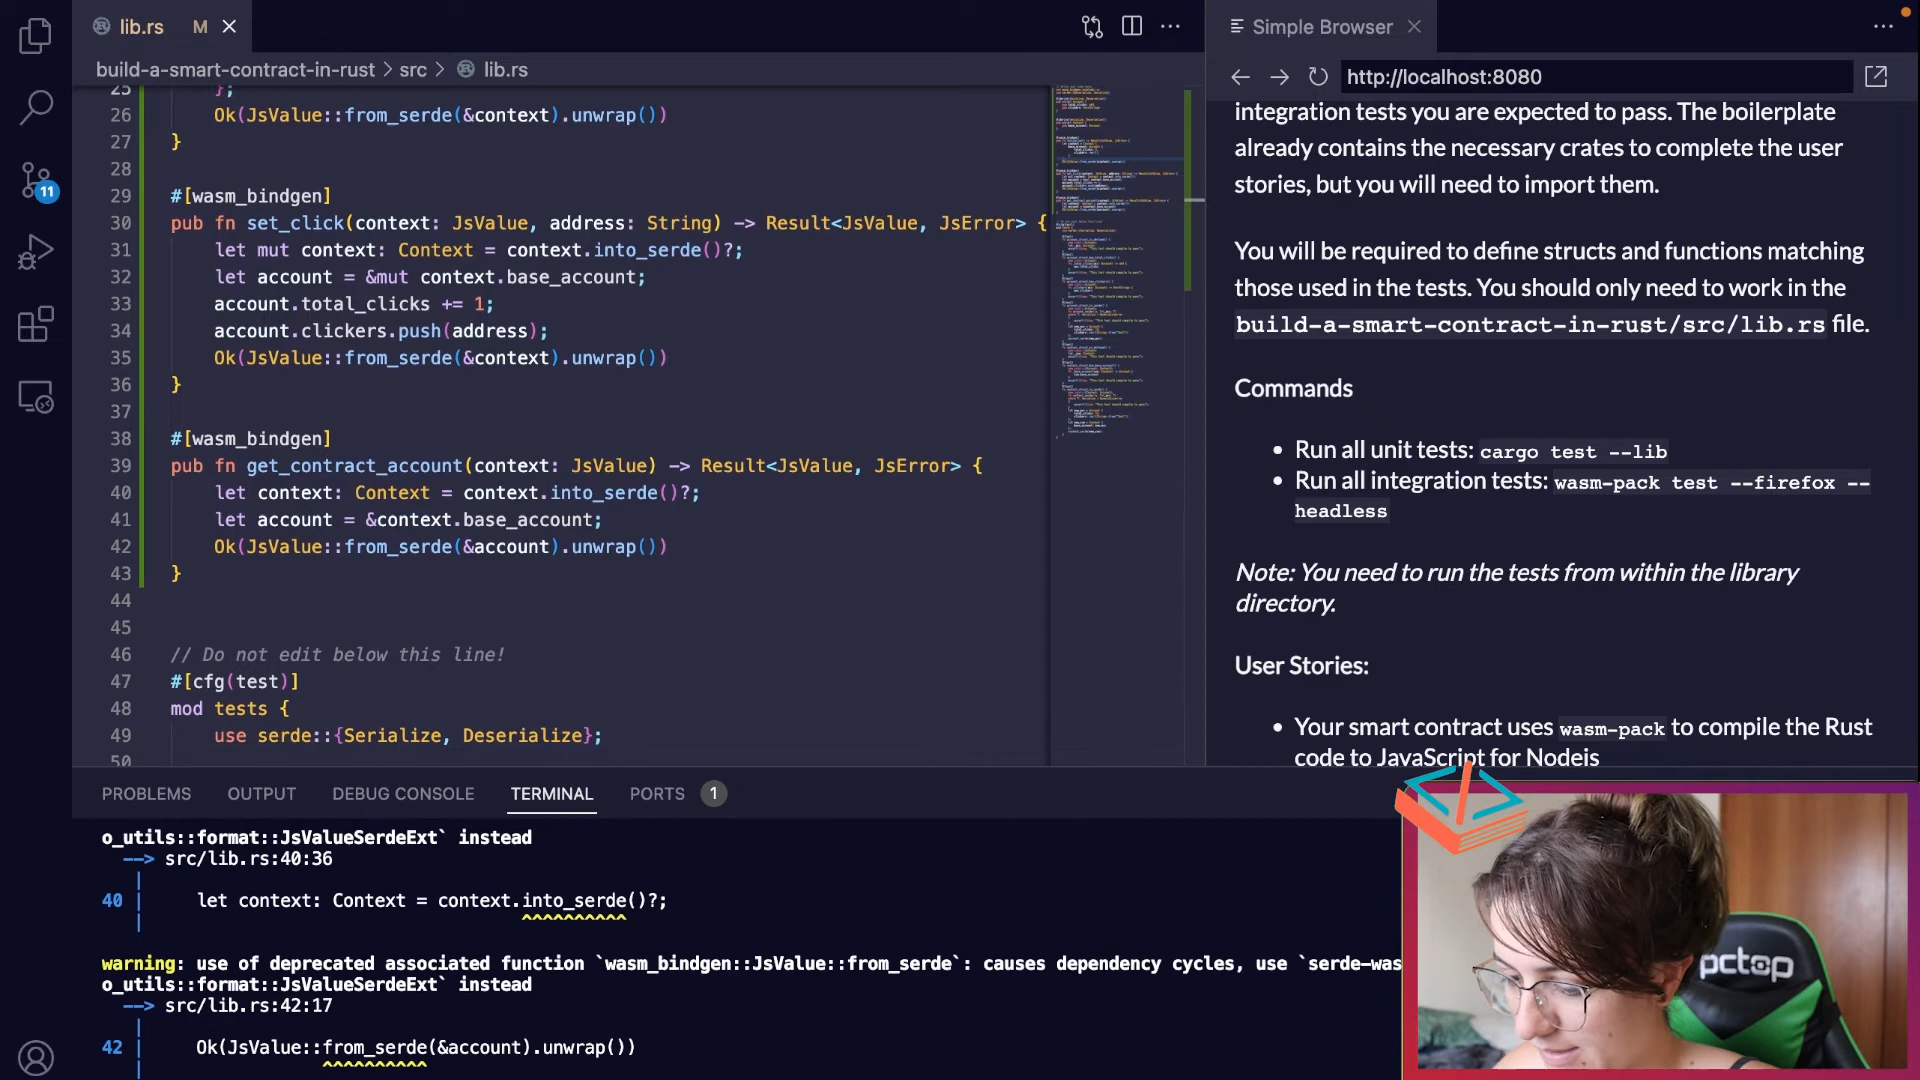 lib.rs M
build-a-smart-contract-in-rust > src > lib.rs
25 };
26 Ok(JsValue::from_serde(&context).unwrap())
27 }
28
29 #[wasm_bindgen]
30 pub fn set_click(context: JsValue, address: String) -> Result<JsValue, JsError> {
31 let mut context: Context = context.into_serde()?;
32 let account = &mut context.base_account;
33 account.total_clicks += 1;
34 account.clickers.push(address);
35 Ok(JsValue::from_serde(&context).unwrap())
36 }
37
38 #[wasm_bindgen]
39 pub fn get_contract_account(context: JsValue) -> Result<JsValue, JsError> {
40 let context: Context = context.into_serde()?;
41 let account = &context.base_account;
42 Ok(JsValue::from_serde(&account).unwrap())
43 }
44
45
46 // Do not edit below this line!
47 #[cfg(test)]
48 mod tests {
49 use serde::{Serialize, Deserialize};
50
11
PROBLEMS OUTPUT DEBUG CONSOLE TERMINAL PORTS 1
o_utils::format::JsValueSerdeExt` instead
--> src/lib.rs:40:36
|
40 | let context: Context = context.into_serde()?;
| ^^^^^^^^^^
warning: use of deprecated associated function `wasm_bindgen::JsValue::from_serde`: causes dependency cycles, use `serde-was
o_utils::format::JsValueSerdeExt` instead
--> src/lib.rs:42:17
|
42 | Ok(JsValue::from_serde(&account).unwrap())
| ^^^^^^^^^^
Simple Browser
http://localhost:8080
integration tests you are expected to pass. The boilerplate
already contains the necessary crates to complete the user
stories, but you will need to import them.
You will be required to define structs and functions matching
those used in the tests. You should only need to work in the
build-a-smart-contract-in-rust/src/lib.rs file.
Commands
• Run all unit tests: cargo test --lib
• Run all integration tests: wasm-pack test --firefox --
headless
Note: You need to run the tests from within the library
directory.
User Stories:
• Your smart contract uses wasm-pack to compile the Rust
code to JavaScript for Nodejs
pctop